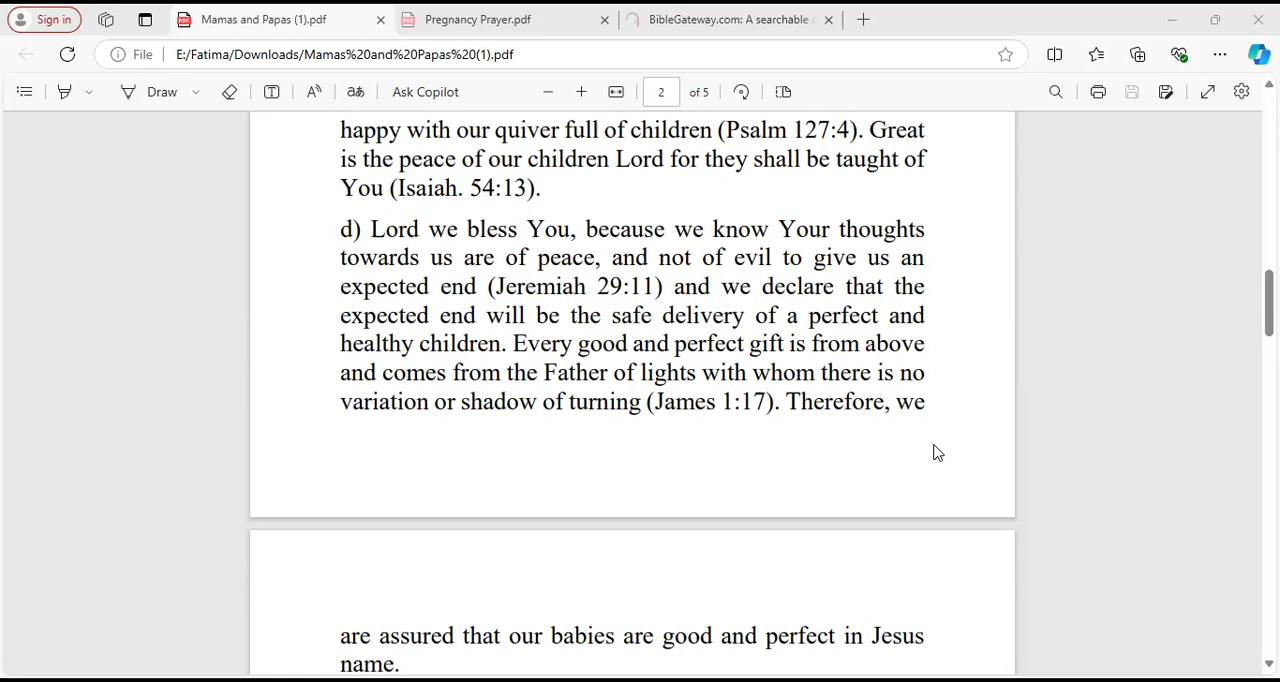 Sign in
Mamas and Papas (1).pdf
Pregnancy Prayer.pdf
BibleGateway.com: A searchable
File
E:/Fatima/Downloads/Mamas%20and%20Papas%20(1).pdf
Draw
Ask Copilot
2 of 5
happy with our quiver full of children (Psalm 127:4). Great
is the peace of our children Lord for they shall be taught of
You (Isaiah. 54:13).
d) Lord we bless You, because we know Your thoughts
towards us are of peace, and not of evil to give us an
expected end (Jeremiah 29:11) and we declare that the
expected end will be the safe delivery of a perfect and
healthy children. Every good and perfect gift is from above
and comes from the Father of lights with whom there is no
variation or shadow of turning (James 1:17). Therefore, we
are assured that our babies are good and perfect in Jesus
name.